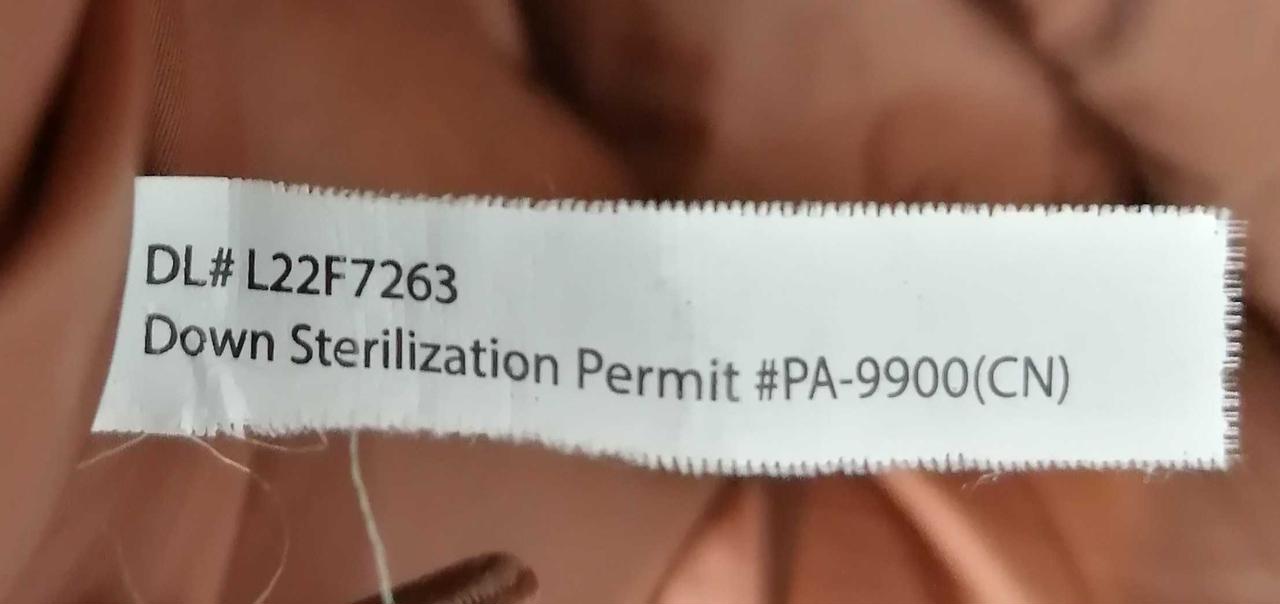 DL# L22F7263
Down Sterilization Permit #PA-9900(CN)